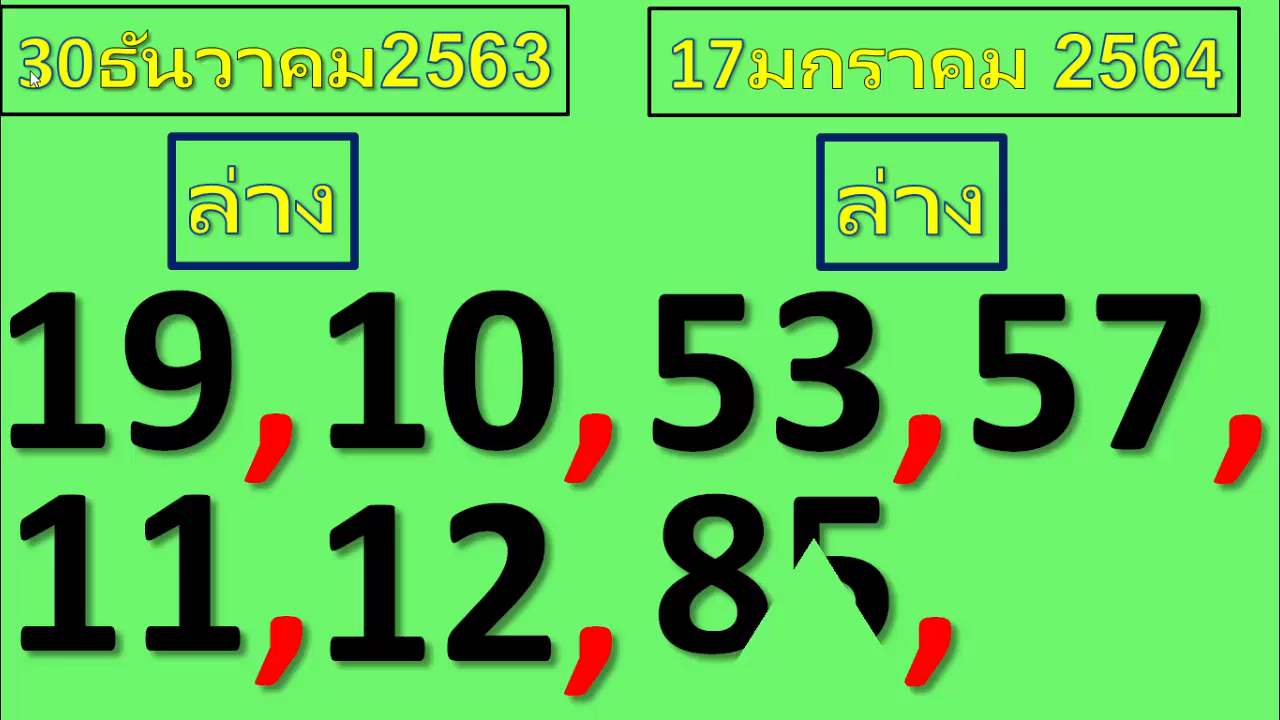 30ธันวาคม2563
17มกราคม 2564
ล่าง
ล่าง
19,10,
53,57,
11,12,
85,